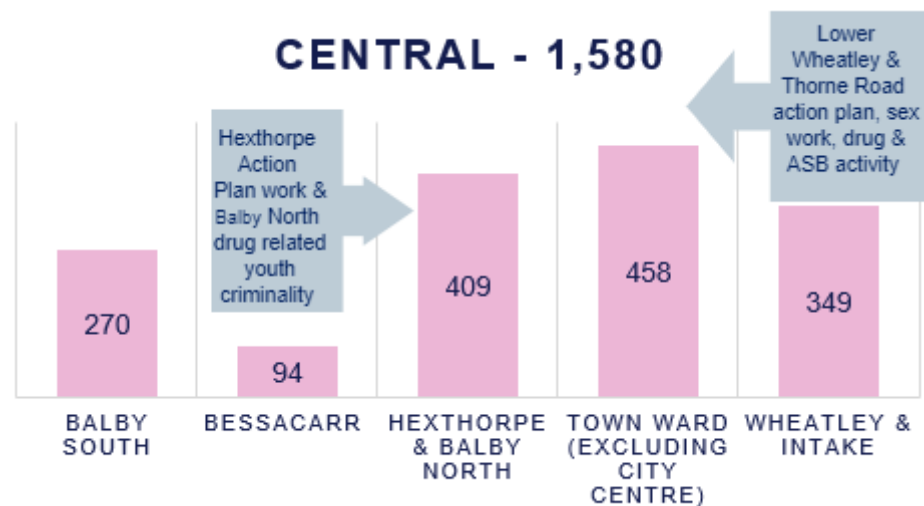 CENTRAL - 1,580
Lower
Wheatley &
Thorne Road
action plan, sex
work, drug &
ASB activity
Hexthorpe
Action
Plan work &
Balby North
drug related
youth
criminality
270
94
409
458
349
BALBY
SOUTH
BESSACARR
HEXTHORPE
& BALBY
NORTH
TOWN WARD
(EXCLUDING
CITY
CENTRE)
WHEATLEY &
INTAKE